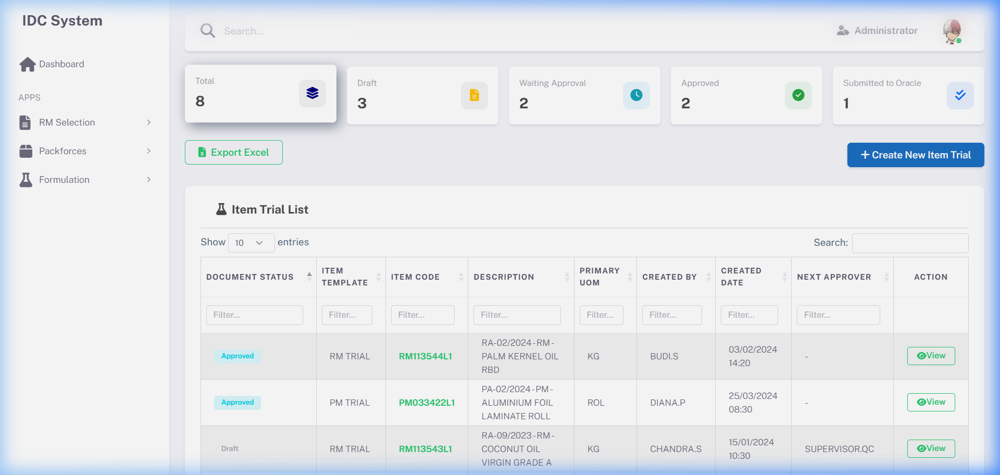 IDC System
Search...
Administrator
Dashboard
APPS
RM Selection
Packforces
Formulation
Total
8
Draft
3
Waiting Approval
2
Approved
2
Submitted to Oracle
1
Export Excel
Create New Item Trial
Item Trial List
Show 10 entries
Search:
DOCUMENT STATUS
ITEM
TEMPLATE
ITEM CODE
DESCRIPTION
PRIMARY
UOM
CREATED BY
CREATED
DATE
NEXT APPROVER
ACTION
Filter...
Filter...
Filter...
Filter...
Filter...
Filter...
Filter...
Filter...
Approved
RM TRIAL
RM113544L1
RA-02/2024-RM-
PALM KERNEL OIL
RBD
KG
BUDI.S
03/02/2024
14:20
-
View
Approved
PM TRIAL
PM033422L1
PA-02/2024-PM-
ALUMINIUM FOIL
LAMINATE ROLL
ROL
DIANA.P
25/03/2024
08:30
-
View
Draft
RM TRIAL
RM113543L1
RA-09/2023-RM-
COCONUT OIL
VIRGIN GRADE A
KG
CHANDRA.S
15/01/2024
10:30
SUPERVISOR.QC
View